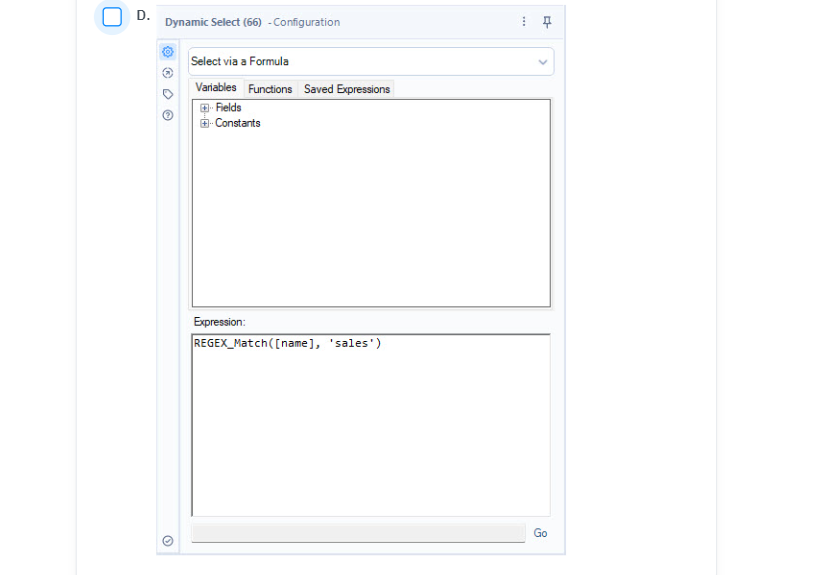 D.
Dynamic Select (66) - Configuration
Select via a Formula
Variables Functions Saved Expressions
Fields
Constants
Expression:
REGEX_Match([name], 'sales')
Go